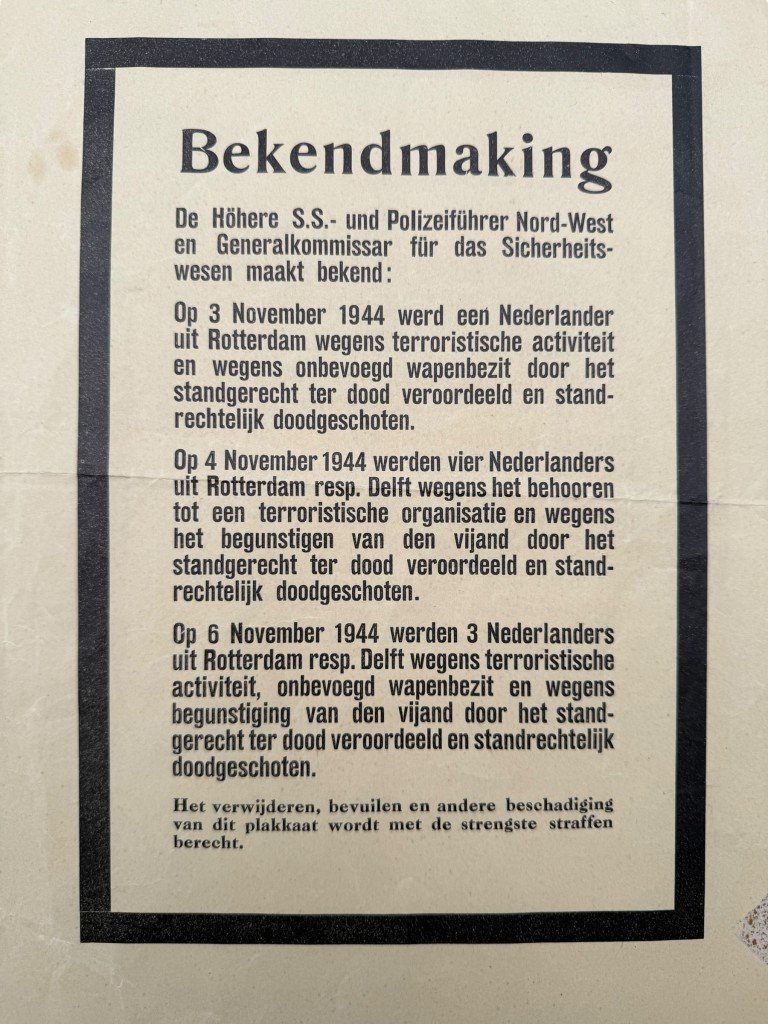 Bekendmaking
De Höhere S.S.- und Polizeiführer Nord-West
en Generalkommissar für das Sicherheits-
wesen maakt bekend:
Op 3 November 1944 werd een Nederlander
uit Rotterdam wegens terroristische activiteit
en wegens onbevoegd wapenbezit door het
standgerecht ter dood veroordeeld en stand-
rechtelijk doodgeschoten.
Op 4 November 1944 werden vier Nederlanders
uit Rotterdam resp. Delft wegens het behooren
tot een terroristische organisatie en wegens
het begunstigen van den vijand door het
standgerecht ter dood veroordeeld en stand-
rechtelijk doodgeschoten.
Op 6 November 1944 werden 3 Nederlanders
uit Rotterdam resp. Delft wegens terroristische
activiteit, onbevoegd wapenbezit en wegens
begunstiging van den vijand door het stand-
gerecht ter dood veroordeeld en standrechtelijk
doodgeschoten.
Het verwijderen, bevuilen en andere beschadiging
van dit plakkaat wordt met de strengste straffen
berecht.